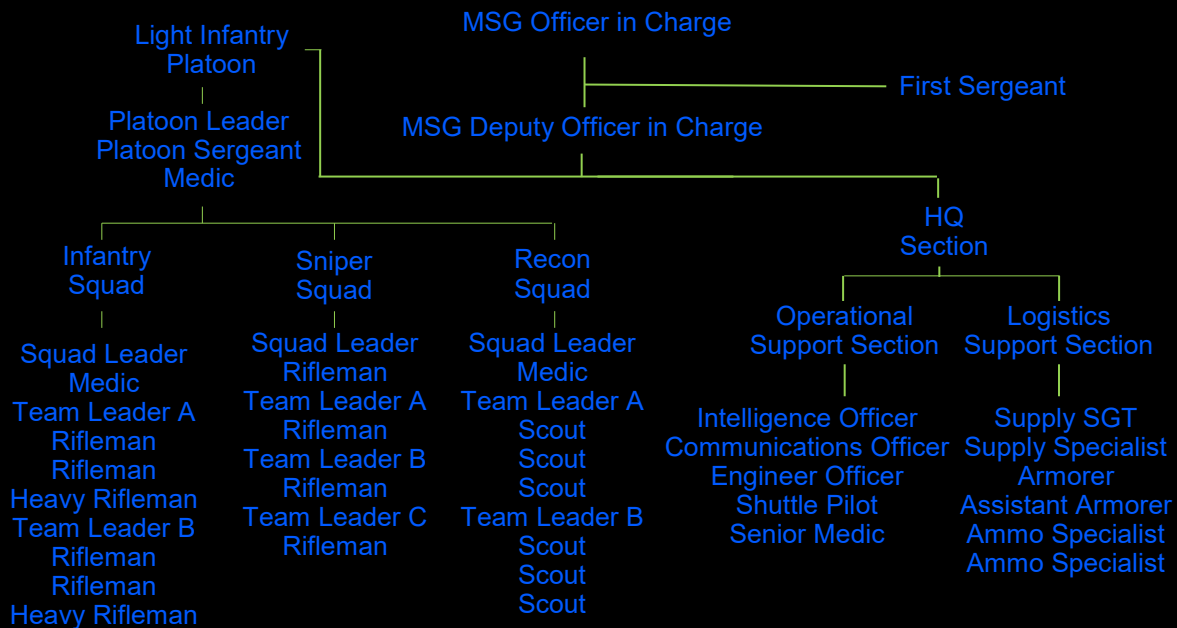 MSG Officer in Charge
First Sergeant
MSG Deputy Officer in Charge
Light Infantry
Platoon
Platoon Leader
Platoon Sergeant
Medic
Infantry
Squad
Squad Leader
Medic
Team Leader A
Rifleman
Rifleman
Heavy Rifleman
Team Leader B
Rifleman
Rifleman
Heavy Rifleman
Sniper
Squad
Squad Leader
Rifleman
Team Leader A
Rifleman
Team Leader B
Rifleman
Team Leader C
Rifleman
Recon
Squad
Squad Leader
Medic
Team Leader A
Scout
Scout
Scout
Team Leader B
Scout
Scout
Scout
HQ
Section
Operational
Support Section
Intelligence Officer
Communications Officer
Engineer Officer
Shuttle Pilot
Senior Medic
Logistics
Support Section
Supply SGT
Supply Specialist
Armorer
Assistant Armorer
Ammo Specialist
Ammo Specialist